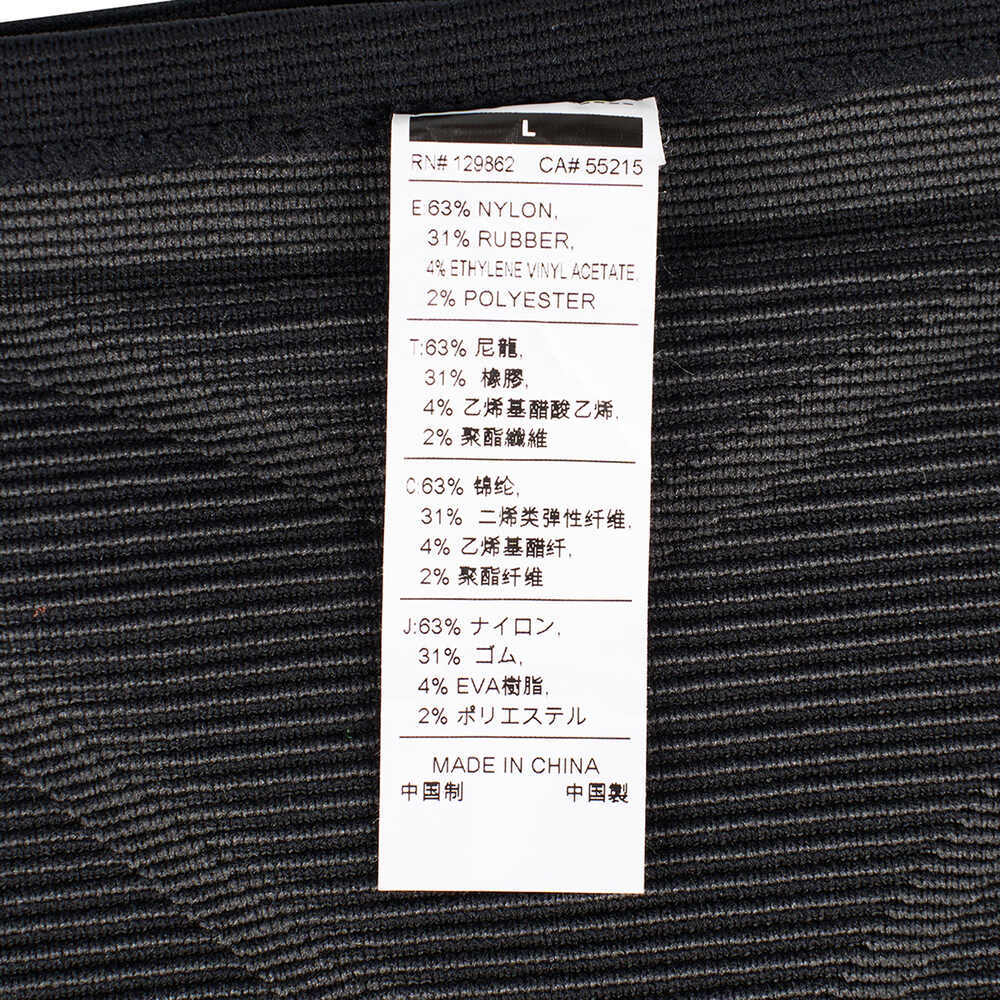 L
RN# 129862 CA# 55215
E:63% NYLON,
31% RUBBER,
4% ETHYLENE VINYL ACETATE,
2% POLYESTER
T:63% 尼龍,
31% 橡膠,
4% 乙烯基醋酸乙烯,
2% 聚酯纖維
C:63% 锦纶,
31% 二烯类弹性纤维,
4% 乙烯基醋纤,
2% 聚酯纤维
J:63% ナイロン,
31% ゴム,
4% EVA樹脂,
2% ポリエステル
MADE IN CHINA
中国制 中国製